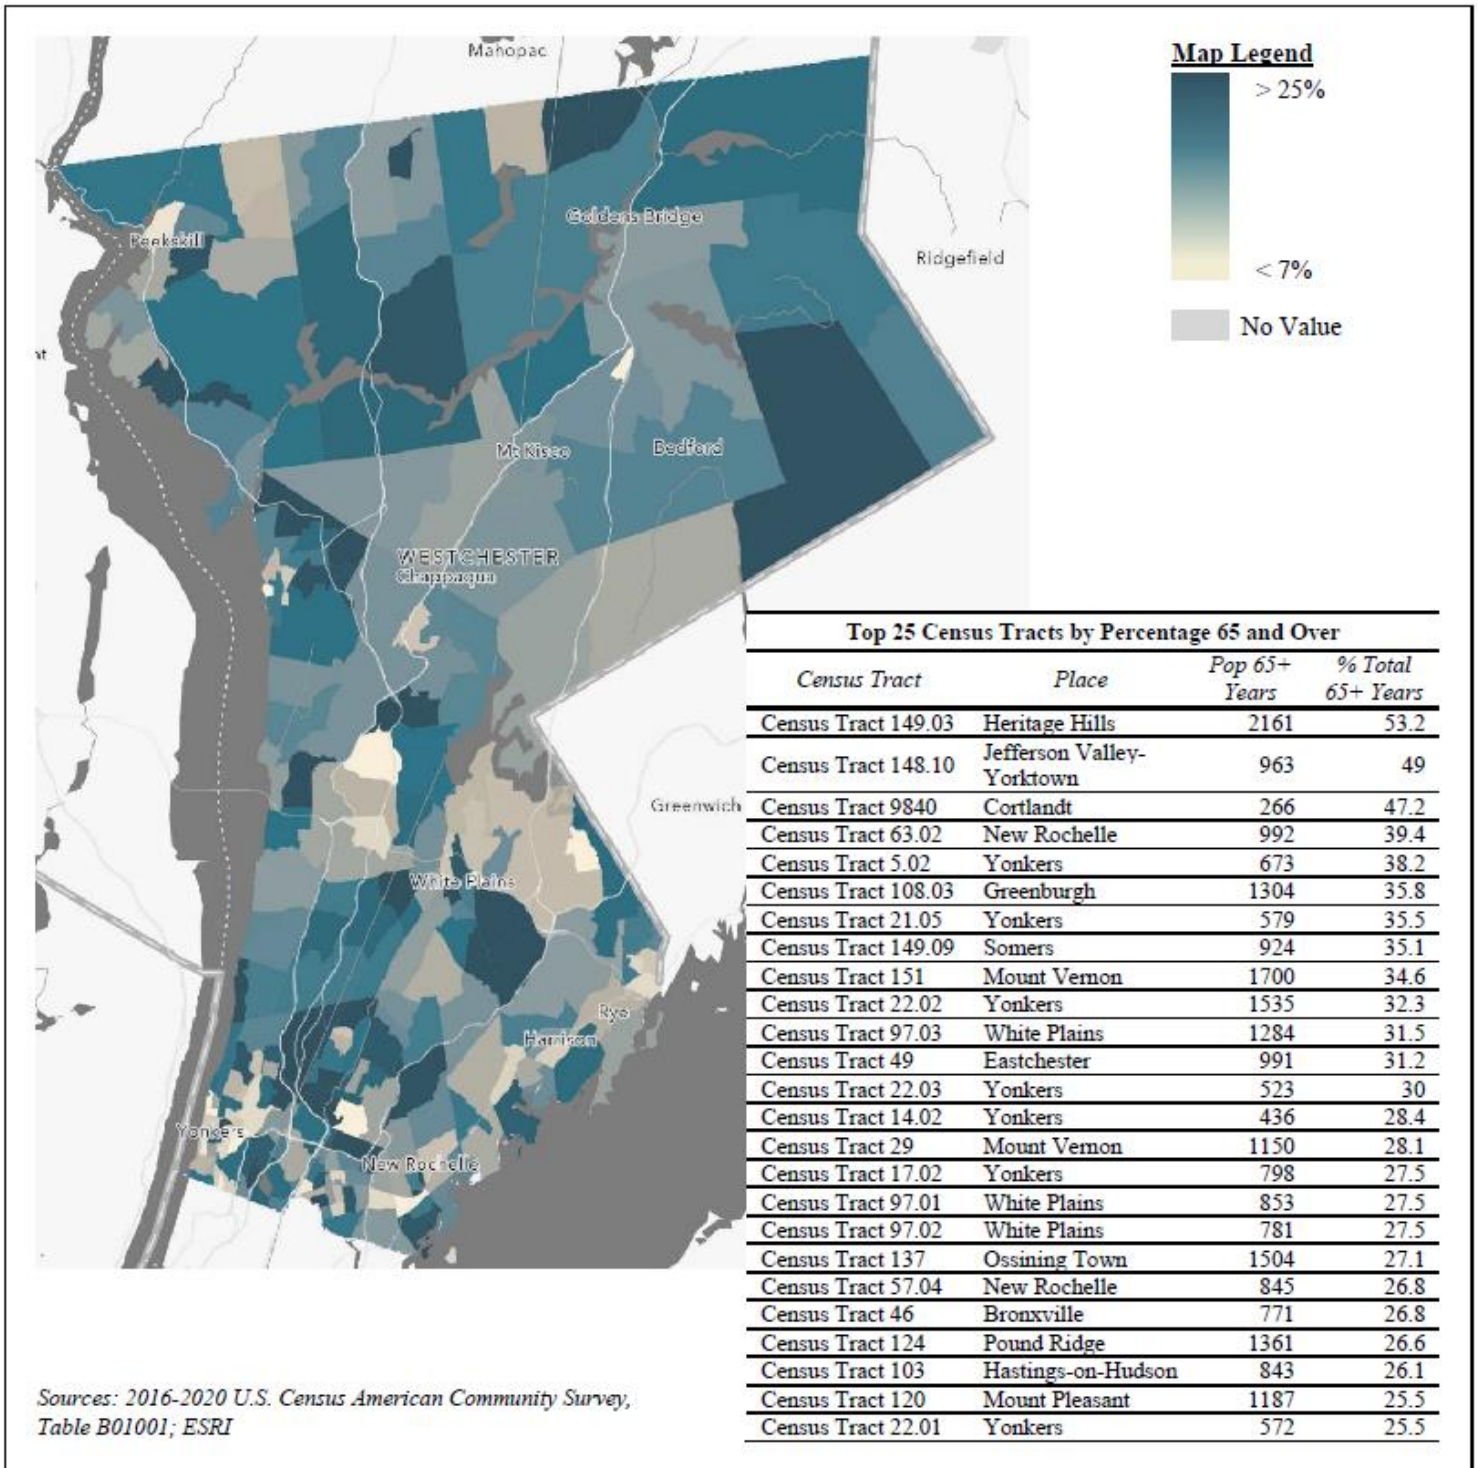 Mahopac
Map Legend
> 25%
Goldens Bridge
Peekskill
Ridgefield
< 7%
No Value
nt
Mt Kisco
Bedford
WESTCHESTER
Chappaqua
Top 25 Census Tracts by Percentage 65 and Over
Census Tract Place Pop 65+ Years % Total 65+ Years
Census Tract 149.03 Heritage Hills 2161 53.2
Census Tract 148.10 Jefferson Valley-Yorktown 963 49
Census Tract 9840 Cortlandt 266 47.2
Census Tract 63.02 New Rochelle 992 39.4
Census Tract 5.02 Yonkers 673 38.2
Census Tract 108.03 Greenburgh 1304 35.8
Census Tract 21.05 Yonkers 579 35.5
Census Tract 149.09 Somers 924 35.1
Census Tract 151 Mount Vernon 1700 34.6
Census Tract 22.02 Yonkers 1535 32.3
Census Tract 97.03 White Plains 1284 31.5
Census Tract 49 Eastchester 991 31.2
Census Tract 22.03 Yonkers 523 30
Census Tract 14.02 Yonkers 436 28.4
Census Tract 29 Mount Vernon 1150 28.1
Census Tract 17.02 Yonkers 798 27.5
Census Tract 97.01 White Plains 853 27.5
Census Tract 97.02 White Plains 781 27.5
Census Tract 137 Ossining Town 1504 27.1
Census Tract 57.04 New Rochelle 845 26.8
Census Tract 46 Bronxville 771 26.8
Census Tract 124 Pound Ridge 1361 26.6
Census Tract 103 Hastings-on-Hudson 843 26.1
Census Tract 120 Mount Pleasant 1187 25.5
Census Tract 22.01 Yonkers 572 25.5
Greenwich
White Plains
Rye
Harrison
Yonkers
New Rochelle
Sources: 2016-2020 U.S. Census American Community Survey,
Table B01001; ESRI